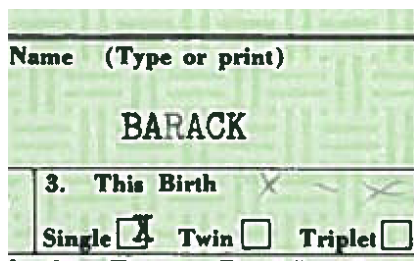 Name (Type or print)
BARACK
3. This Birth X ~ X
Single X Twin Triplet